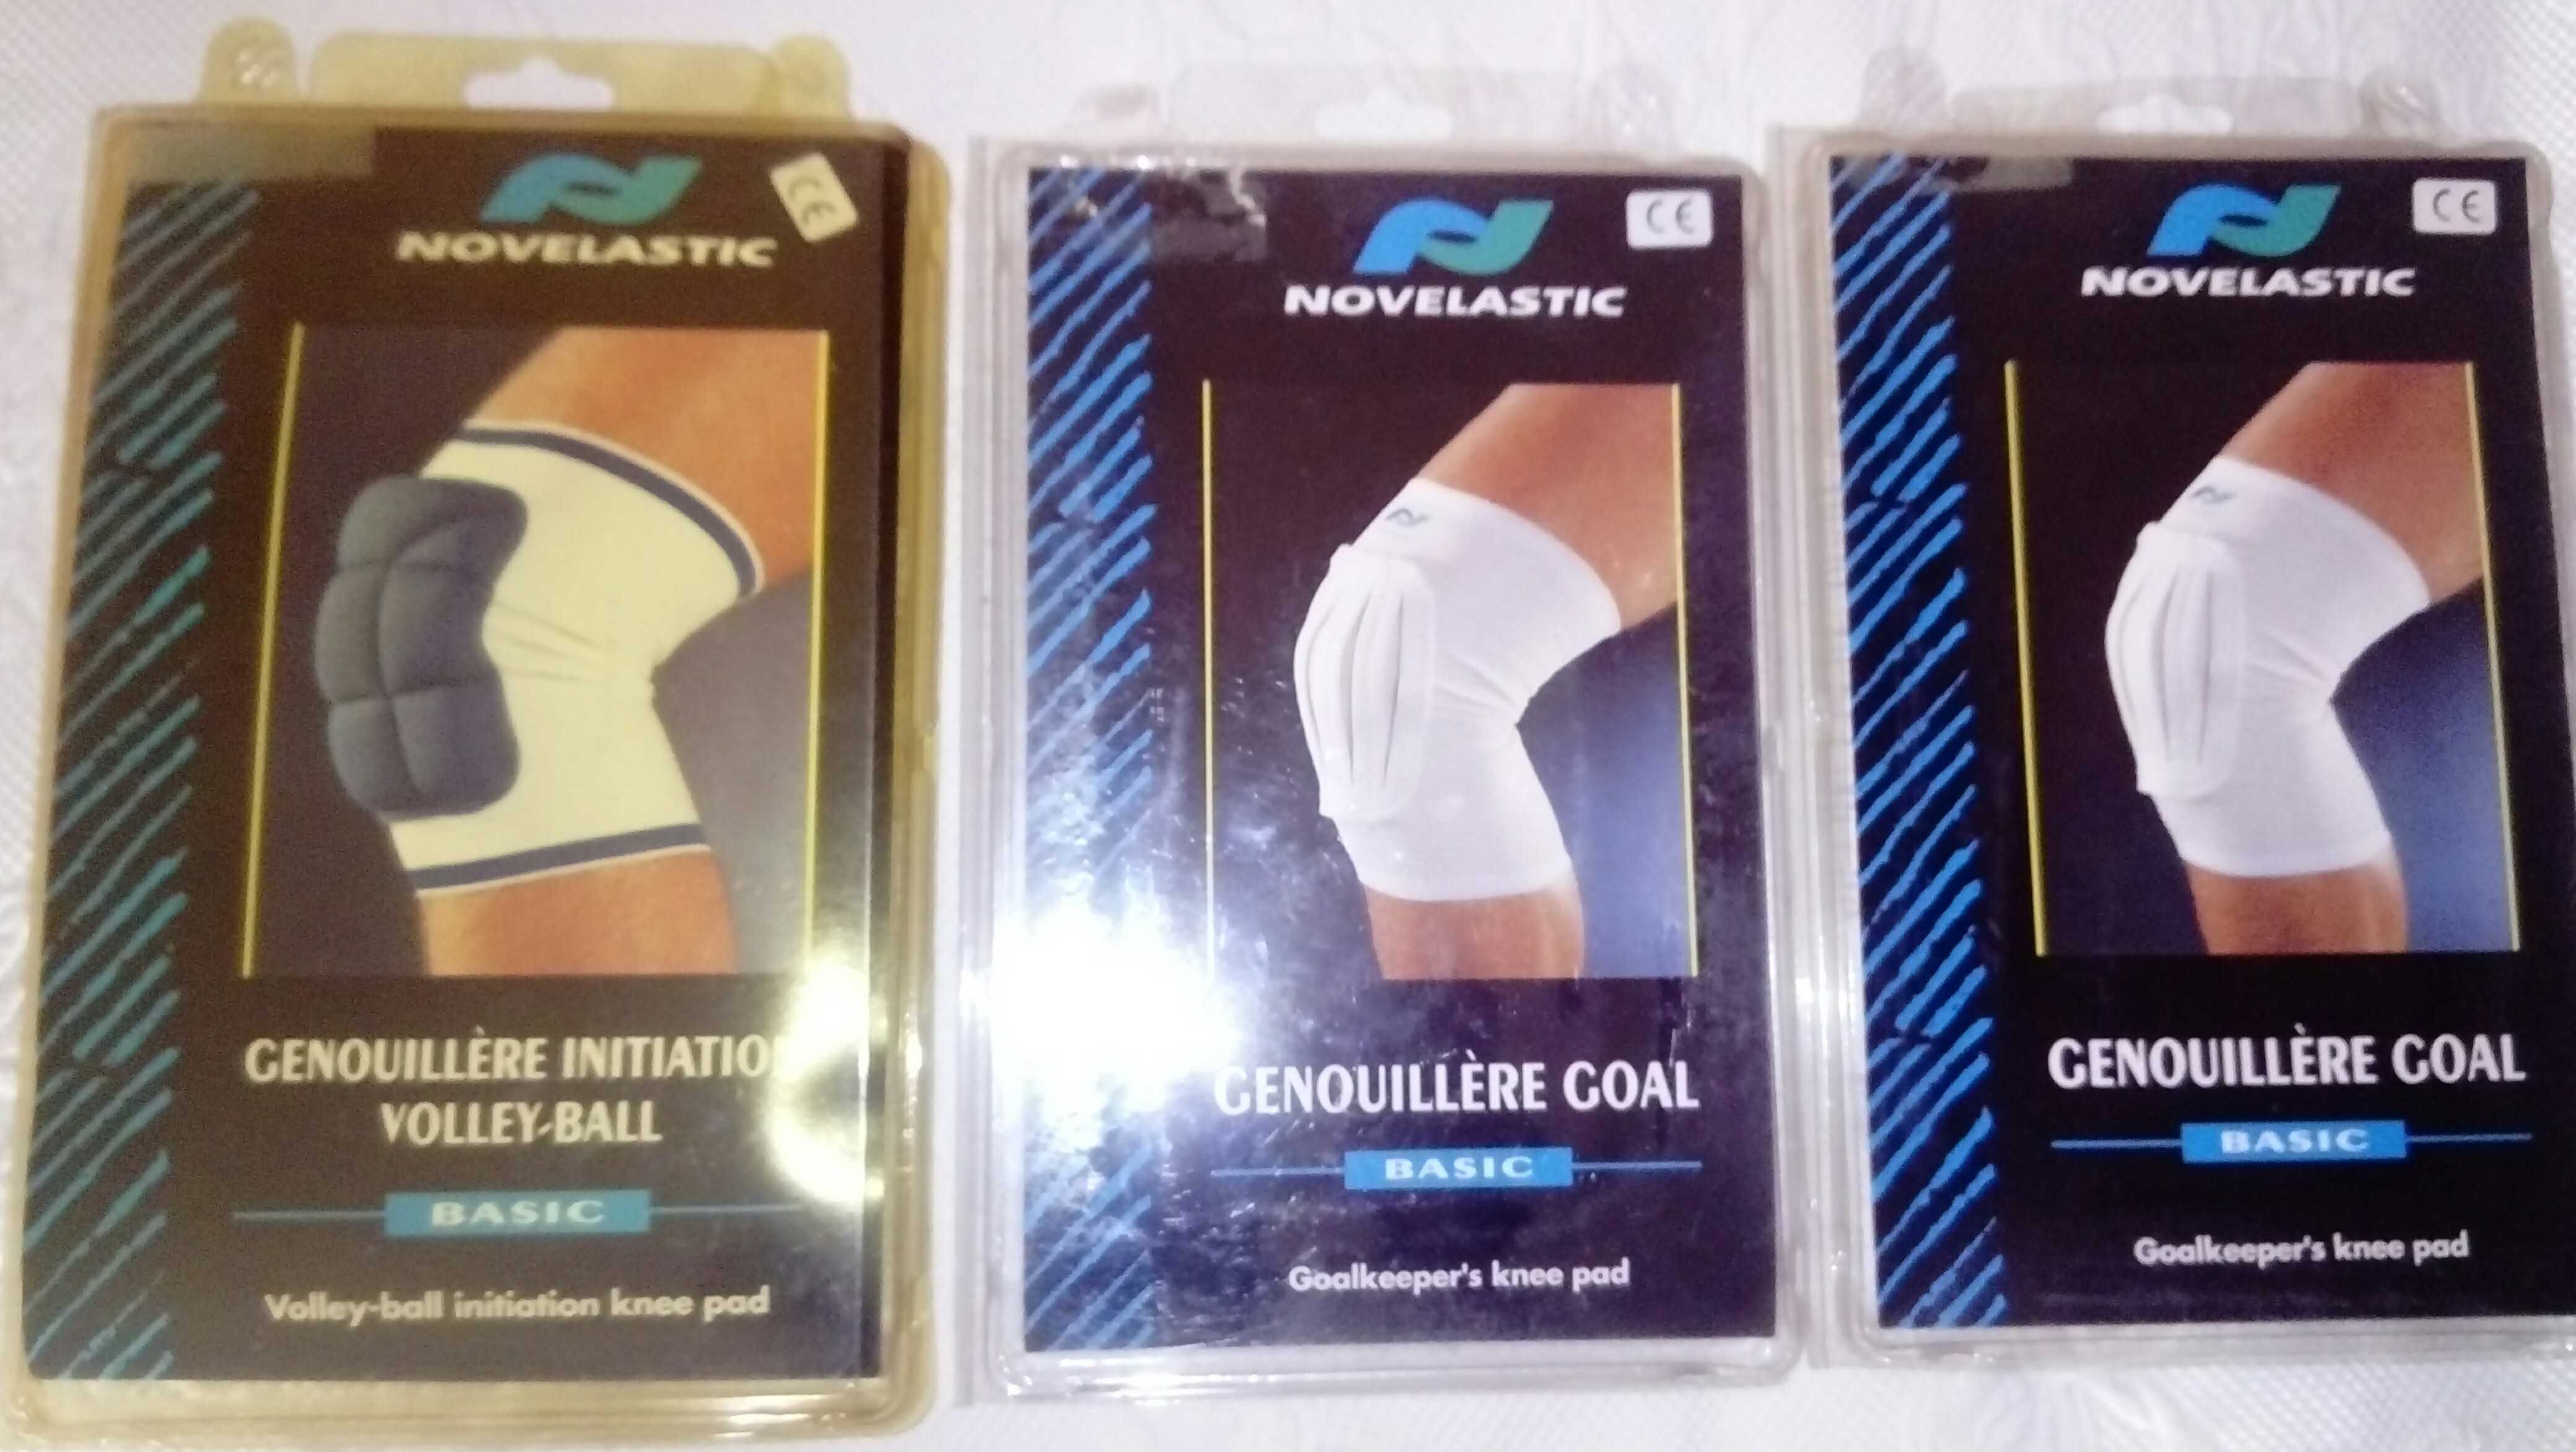 NOVELASTIC
CE
GENOUILLÈRE INITIATIO
VOLLEY-BALL
BASIC
Volley-ball initiation knee pad
NOVELASTIC
CE
GENOUILLÈRE GOAL
BASIC
Goalkeeper's knee pad
NOVELASTIC
CE
GENOUILLÈRE GOAL
BASIC
Goalkeeper's knee pad